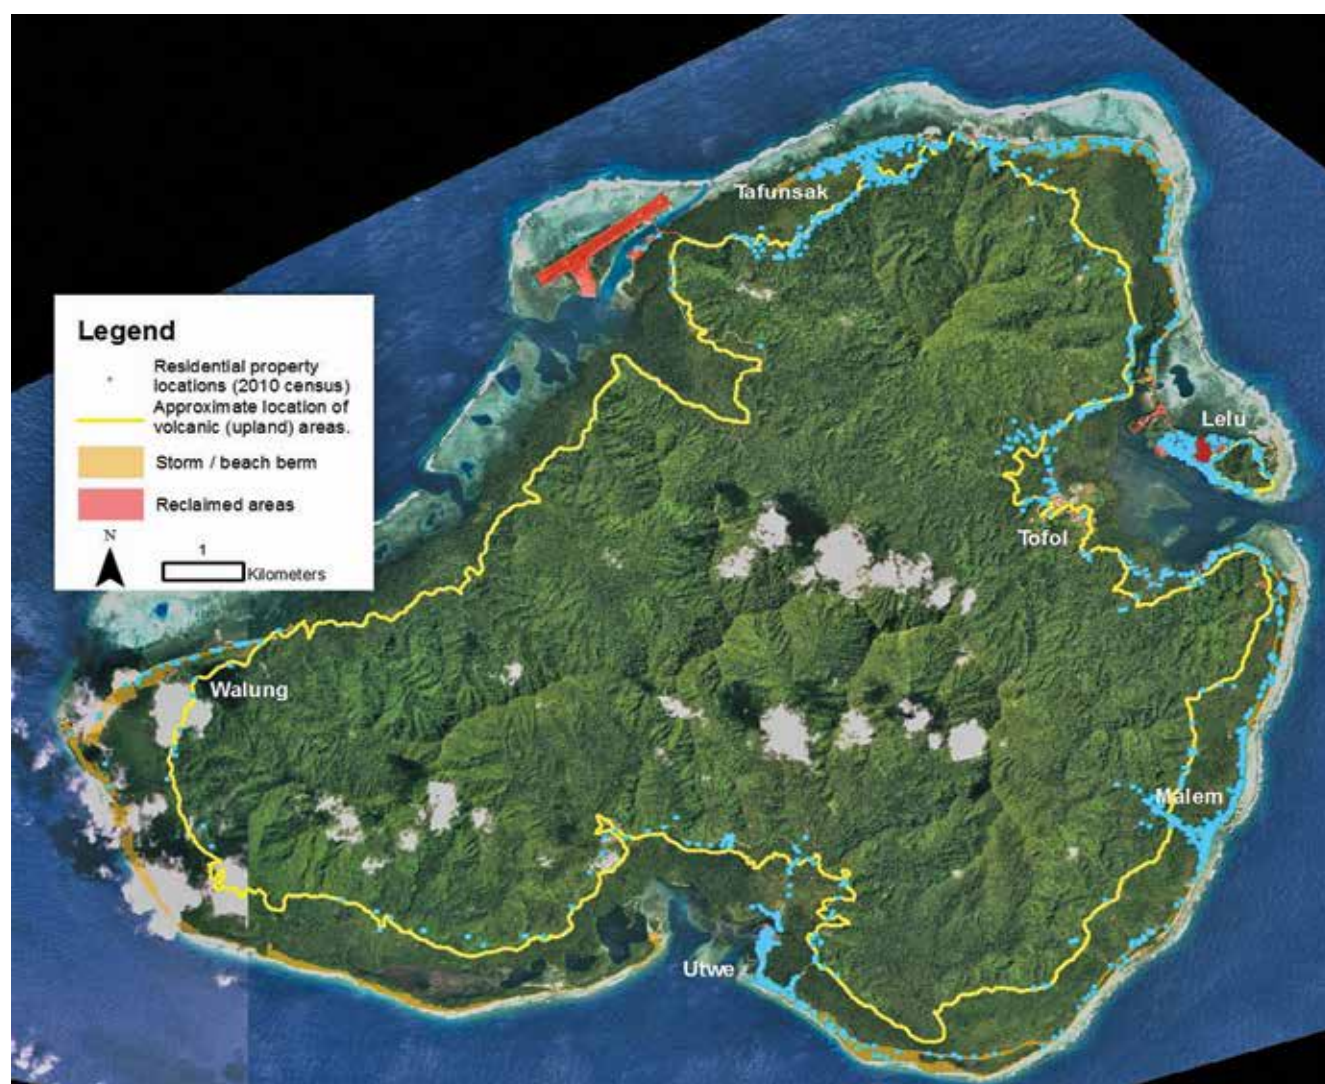 Tafunsak
Legend
Residential property
locations (2010 census)
Approximate location of
volcanic (upland) areas.
Storm / beach berm
Reclaimed areas
N
1
Kilometers
Lelu
Tofol
Walung
Malem
Utwe